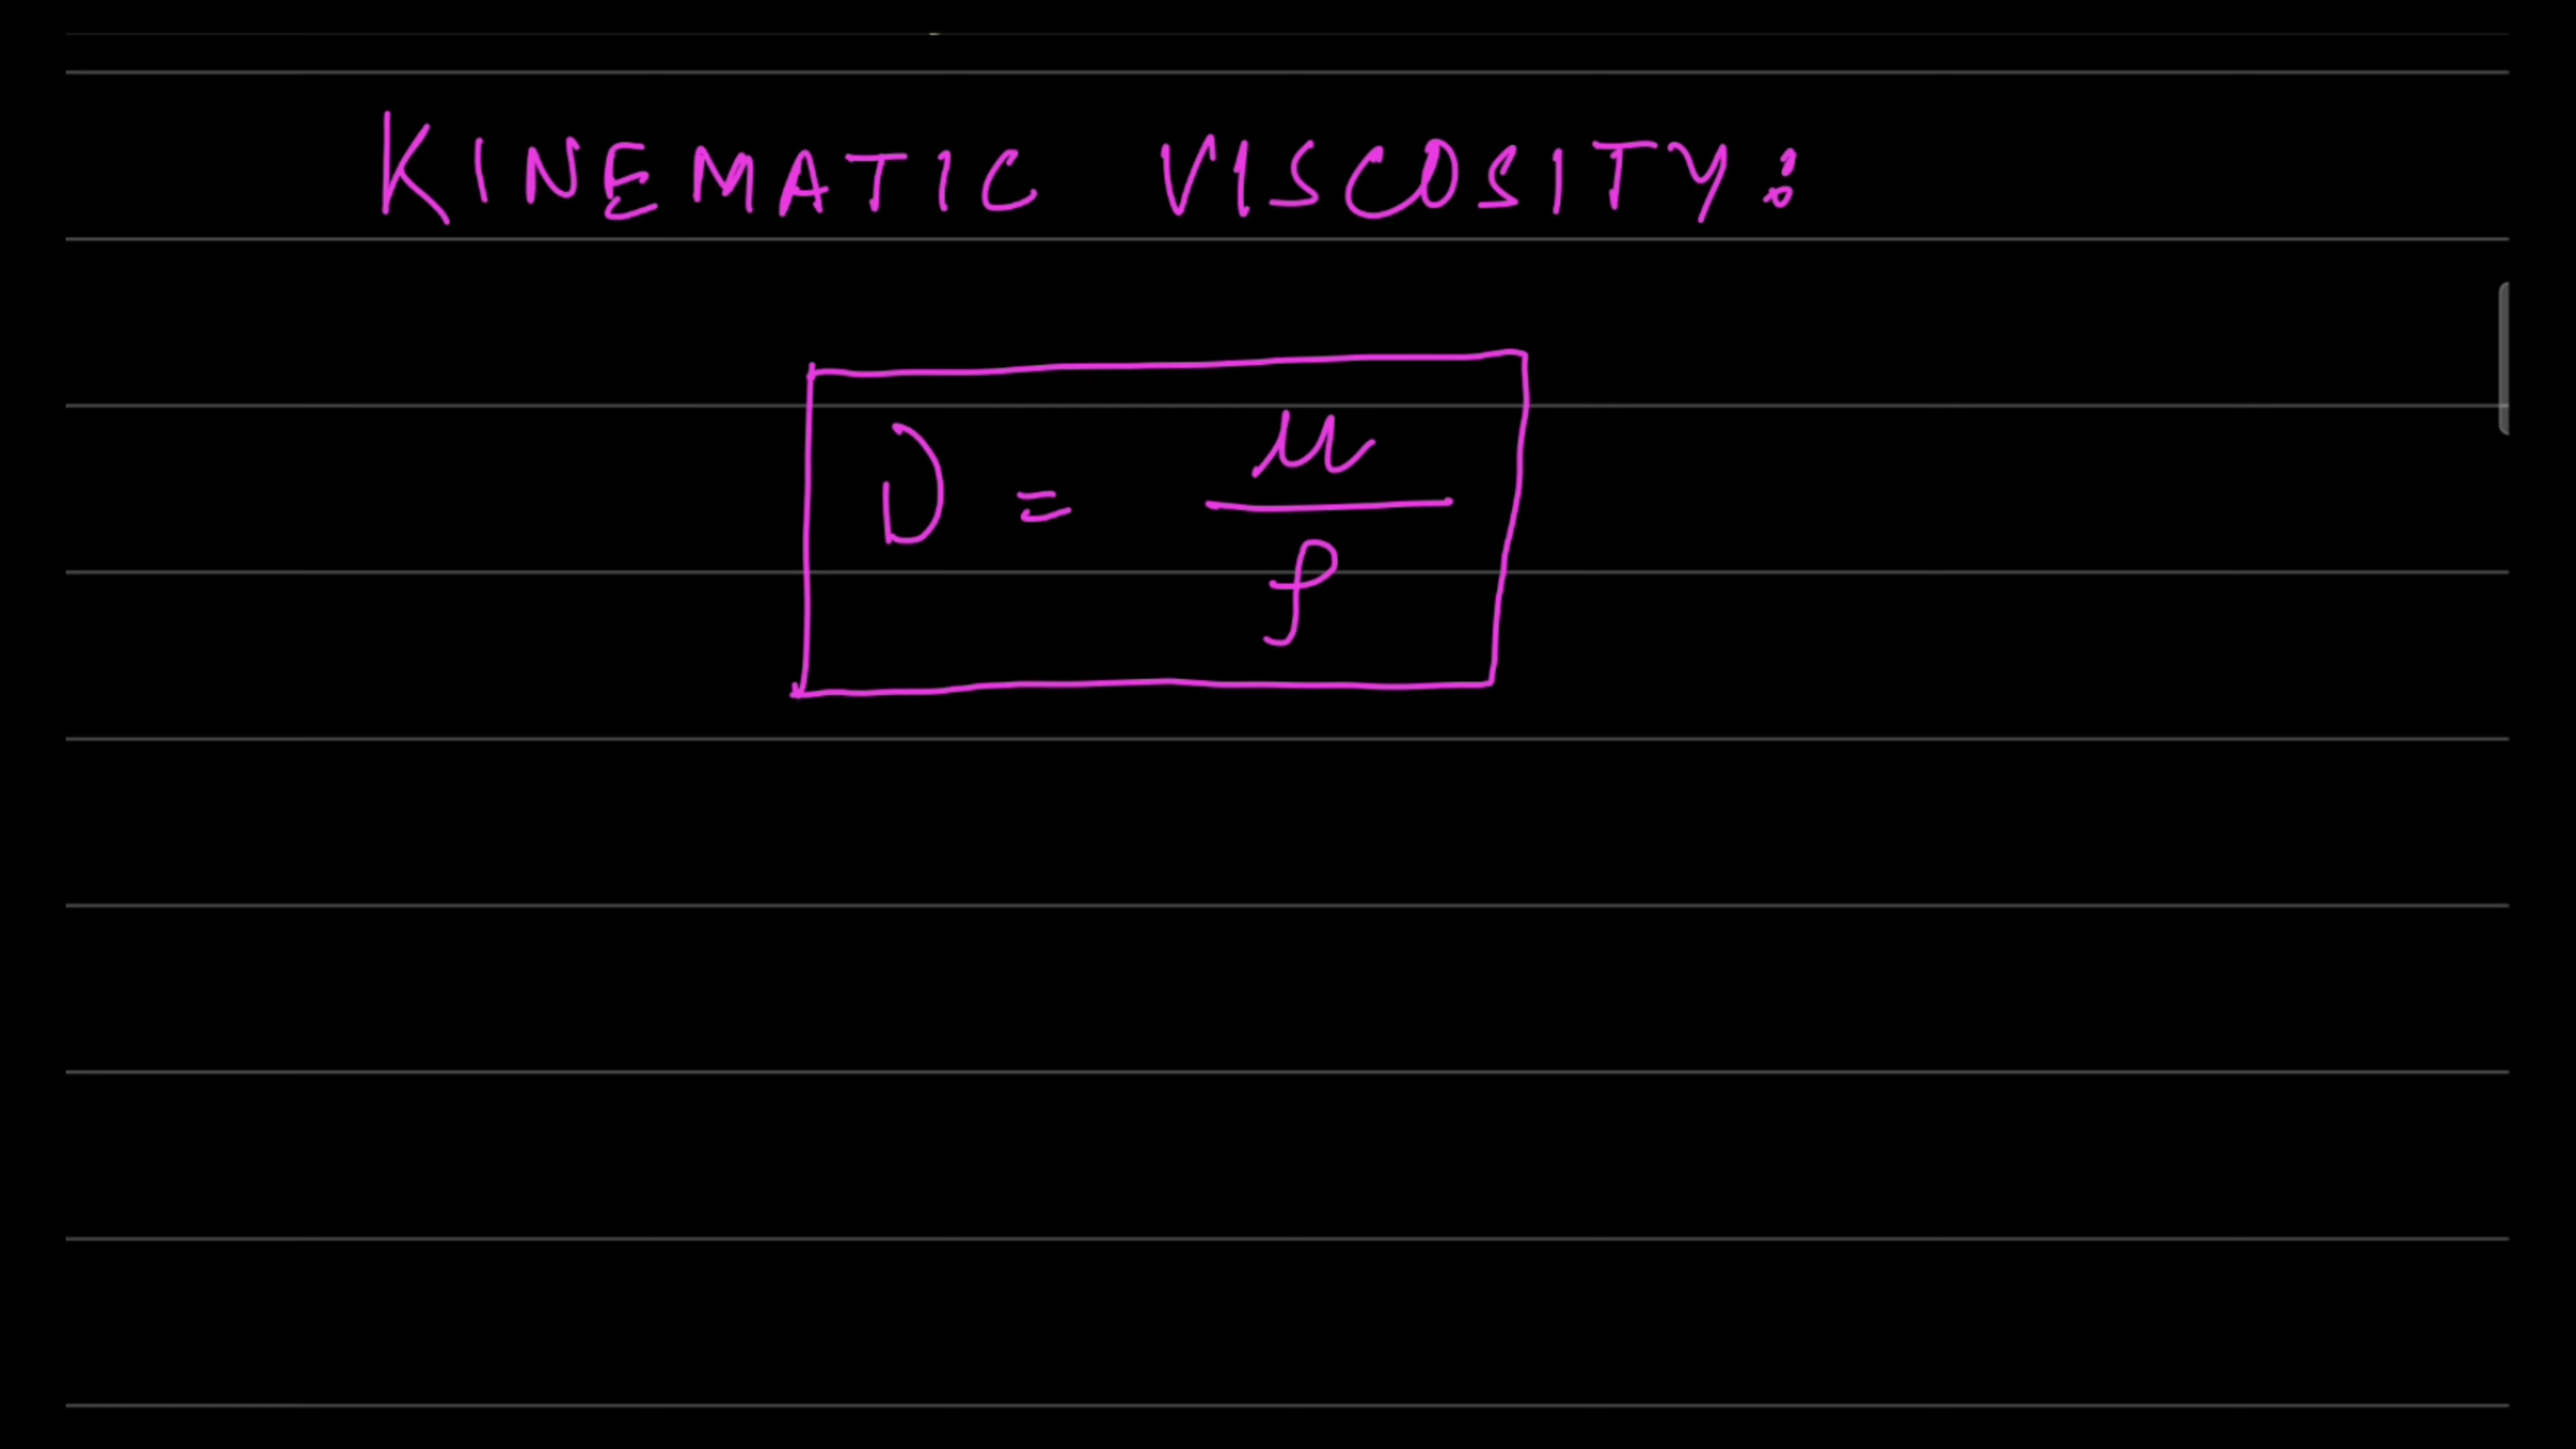 KINEMATIC VISCOSITY:
ν = μ/ρ